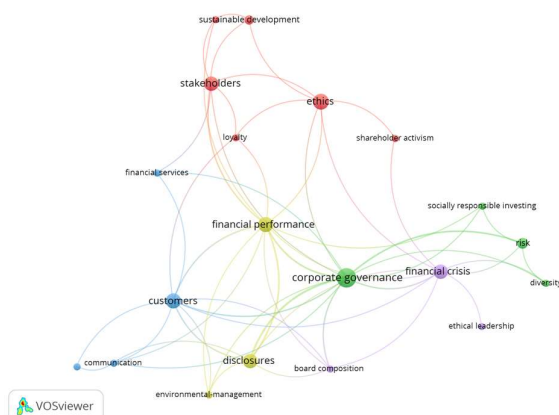 sustainable development
stakeholders
ethics
loyalty
shareholder activism
financial services
socially responsible investing
financial performance
risk
corporate governance
financial crisis
diversity
customers
ethical leadership
communication
disclosures
board composition
environmental management
VOSviewer